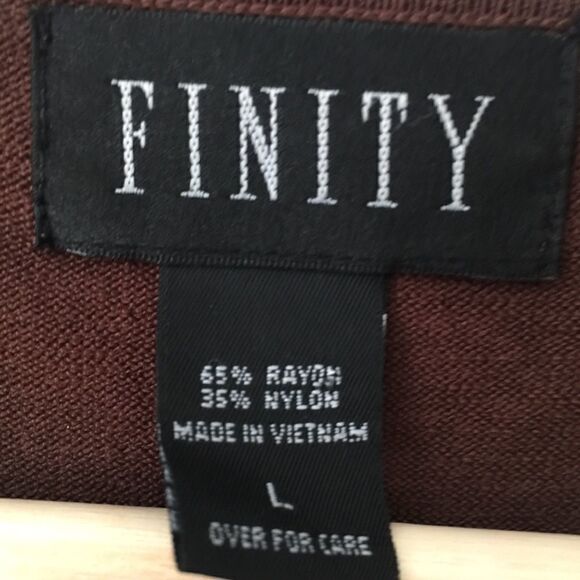 FINITY
65% RAYON
35% NYLON
MADE IN VIETNAM
L
OVER FOR CARE